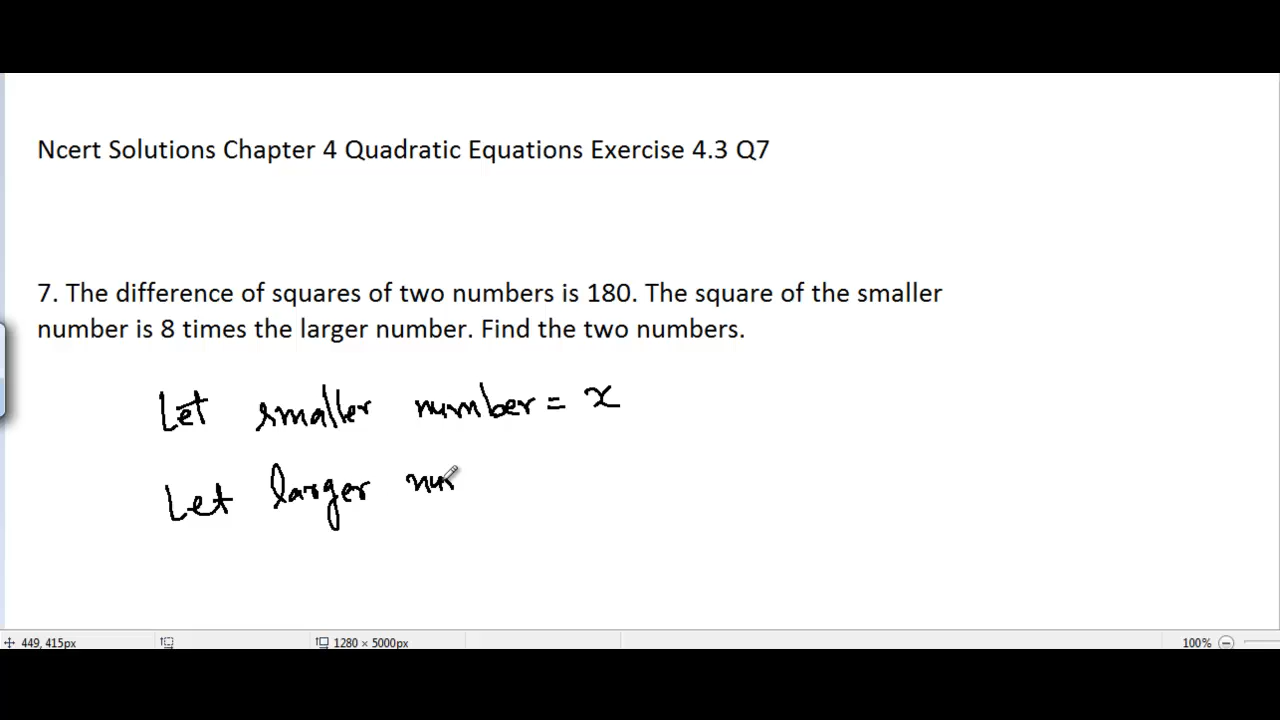 Ncert Solutions Chapter 4 Quadratic Equations Exercise 4.3 Q7
7. The difference of squares of two numbers is 180. The square of the smaller
number is 8 times the larger number. Find the two numbers.
Let smaller number = x
Let larger num
449, 415px
1280 × 5000px
100%